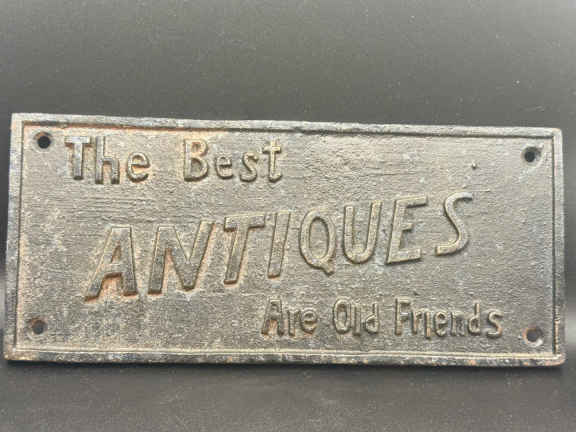 The Best
ANTIQUES
Are Old Friends